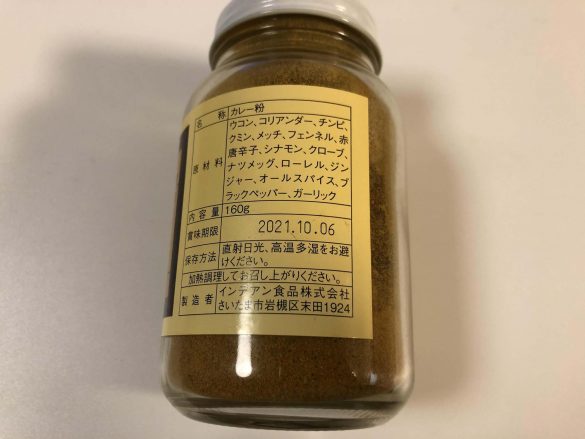 名 称 カレー粉
原材料 ウコン、コリアンダー、チンピ、
クミン、メッチ、フェンネル、赤
唐辛子、シナモン、クローブ、
ナツメッグ、ローレル、ジン
ジャー、オールスパイス、ブ
ラックペッパー、ガーリック
内容量 160g
賞味期限 2021.10.06
保存方法 直射日光、高温多湿をお避
けください。
加熱調理してお召し上がりください。
製造者 インデアン食品株式会社
さいたま市岩槻区末田1924